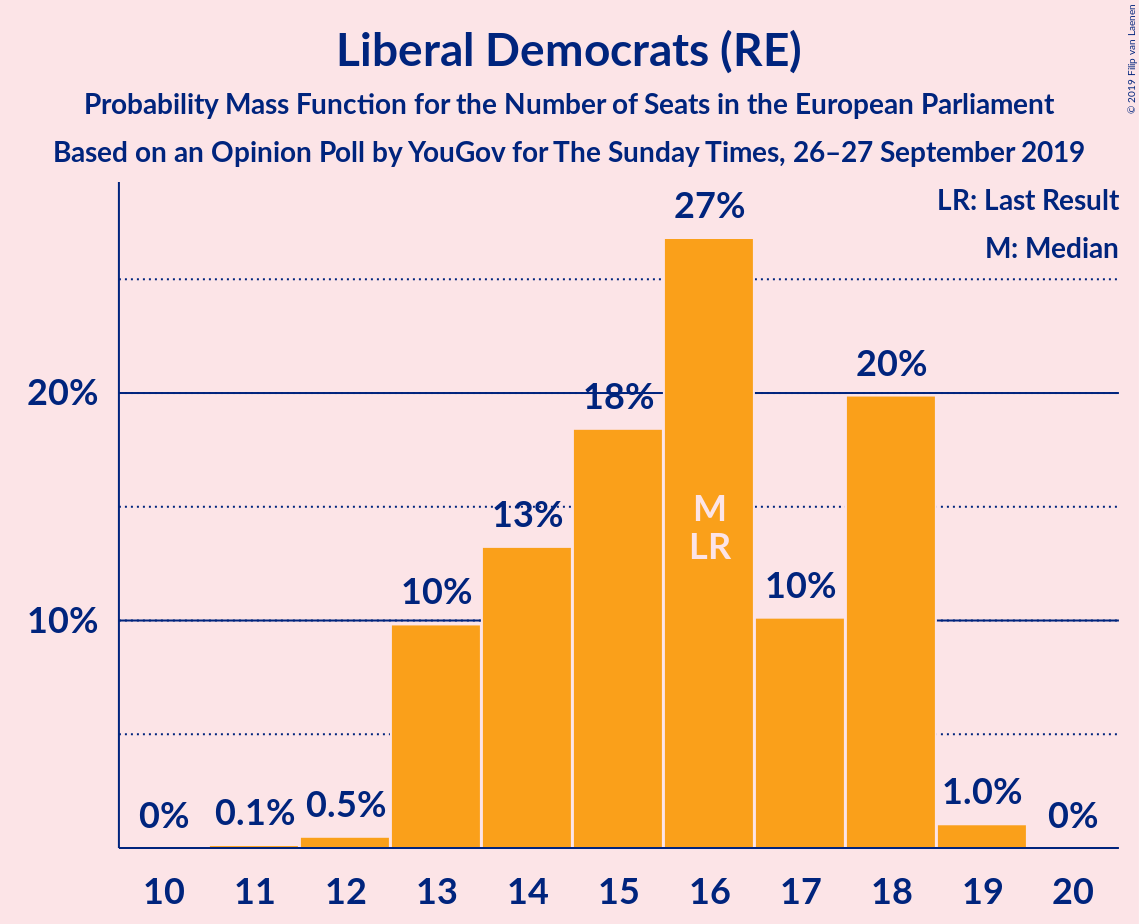 Liberal Democrats (RE)
Probability Mass Function for the Number of Seats in the European Parliament
Based on an Opinion Poll by YouGov for The Sunday Times, 26–27 September 2019
© 2019 Filip van Laenen
LR: Last Result
M: Median
27%
20%
20%
18%
13%
M
LR
10%
10%
10%
0%
0.1%
0.5%
1.0%
0%
10 11 12 13 14 15 16 17 18 19 20